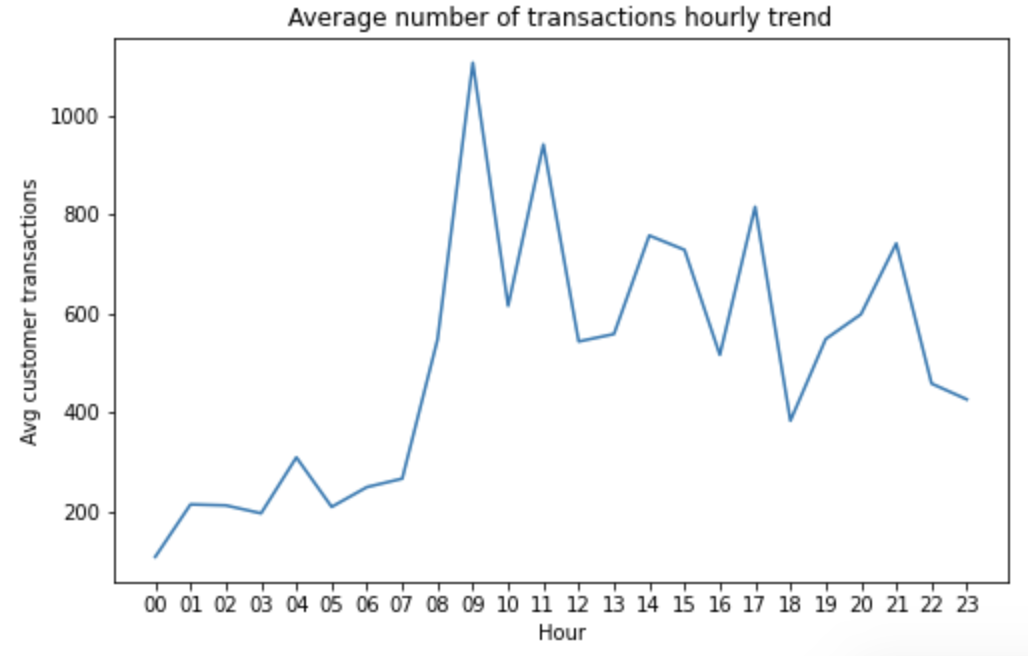 Average number of transactions hourly trend
1000
800
600
400
200
Avg customer transactions
00 01 02 03 04 05 06 07 08 09 10 11 12 13 14 15 16 17 18 19 20 21 22 23
Hour